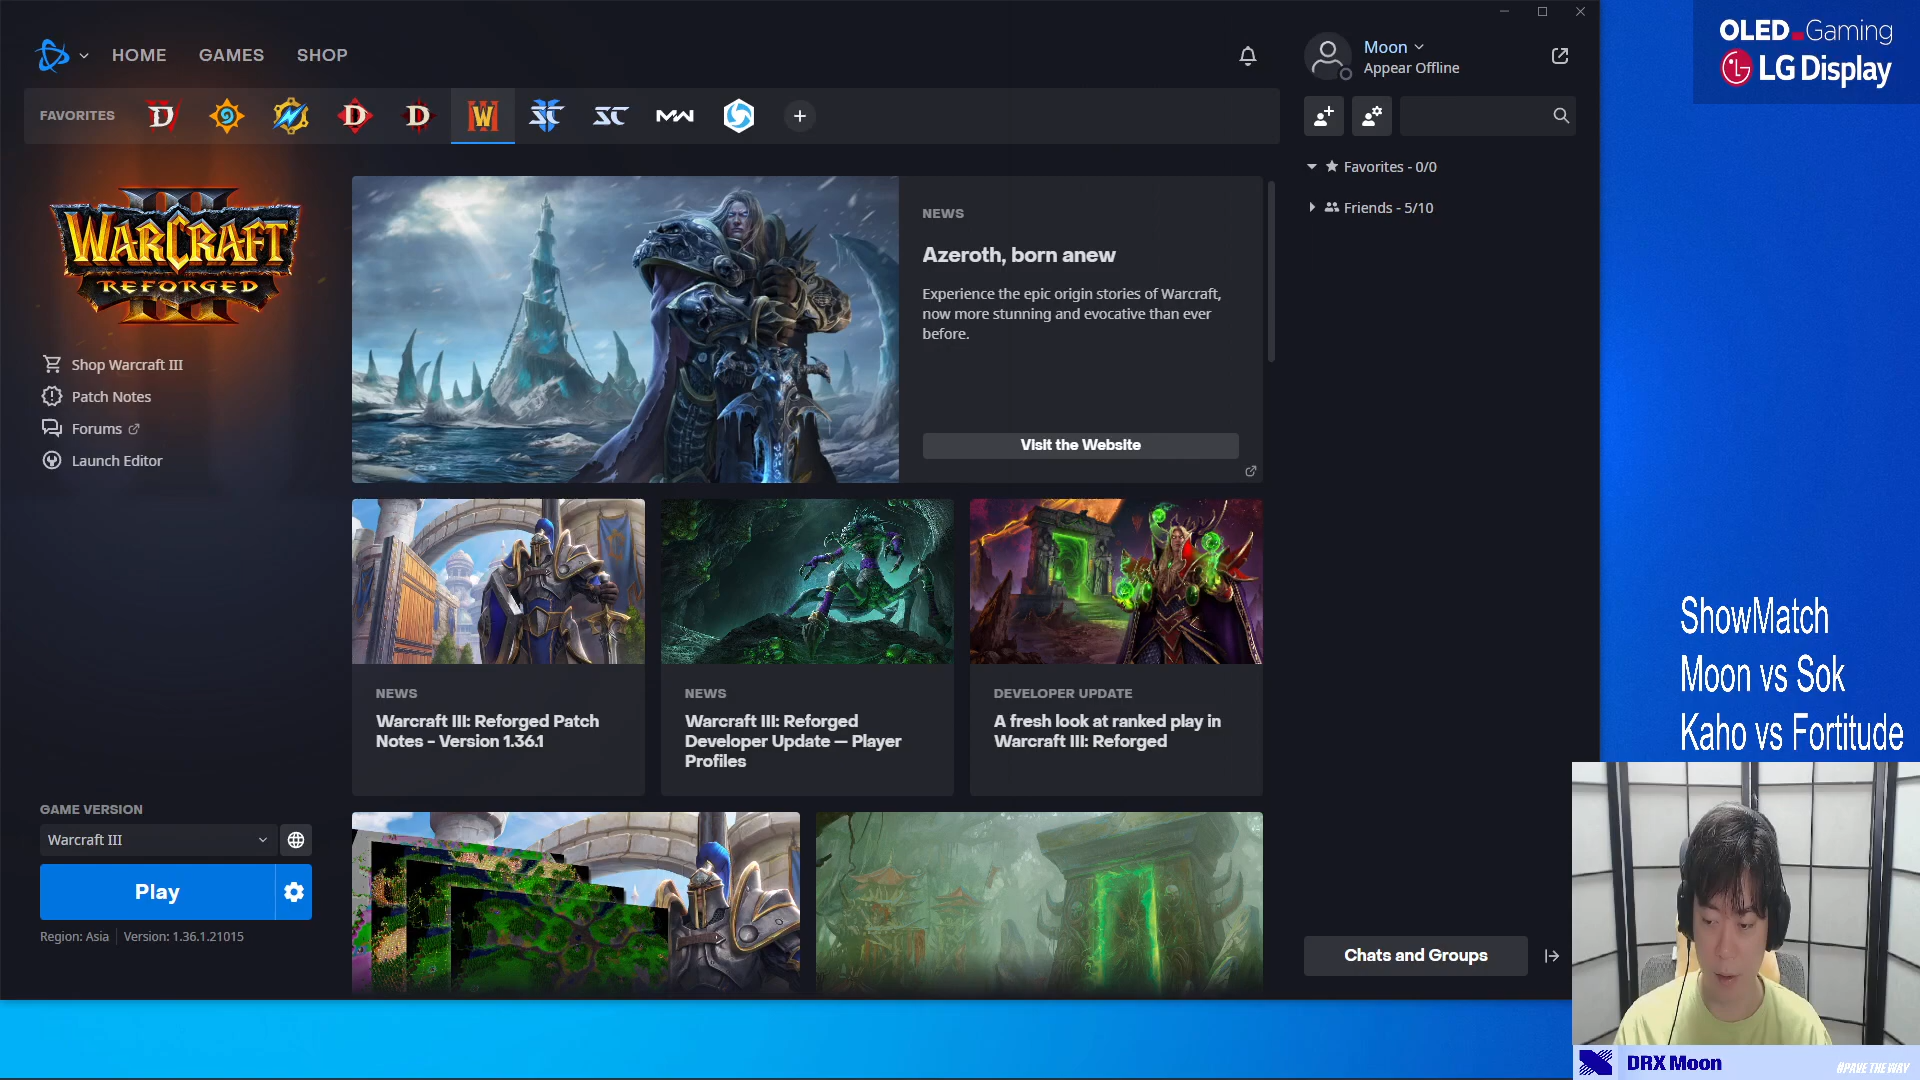 HOME
GAMES
SHOP
Moon
Appear Offline
OLED Gaming
LG Display
FAVORITES
Favorites - 0/0
Friends - 5/10
WARCRAFT
III
REFORGED
Shop Warcraft III
Patch Notes
Forums
Launch Editor
NEWS
Azeroth, born anew
Experience the epic origin stories of Warcraft,
now more stunning and evocative than ever
before.
Visit the Website
NEWS
Warcraft III: Reforged Patch
Notes – Version 1.36.1
NEWS
Warcraft III: Reforged
Developer Update — Player
Profiles
DEVELOPER UPDATE
A fresh look at ranked play in
Warcraft III: Reforged
ShowMatch
Moon vs Sok
Kaho vs Fortitude
GAME VERSION
Warcraft III
Play
Region: Asia
Version: 1.36.1.21015
Chats and Groups
DRX Moon
#PAVE THE WAY